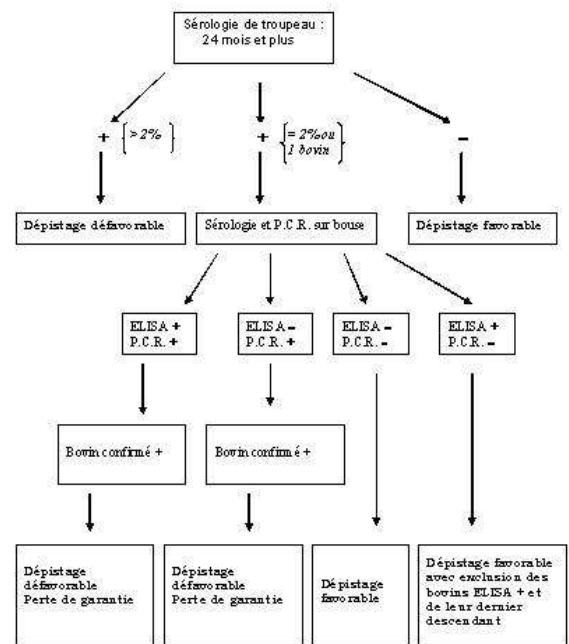 Sérologie de troupeau :
24 mois et plus
+ { > 2% }
+ { = 2% ou
1 bovin }
−
Dépistage défavorable
Sérologie et P.C.R. sur bouse
Dépistage favorable
ELISA +
P.C.R. +
ELISA −
P.C.R. +
ELISA −
P.C.R. −
ELISA +
P.C.R. −
Bovin confirmé +
Bovin confirmé +
Dépistage
défavorable
Perte de garantie
Dépistage
défavorable
Perte de garantie
Dépistage
favorable
Dépistage favorable
avec exclusion des
bovins ELISA + et
de leur dernier
descendant